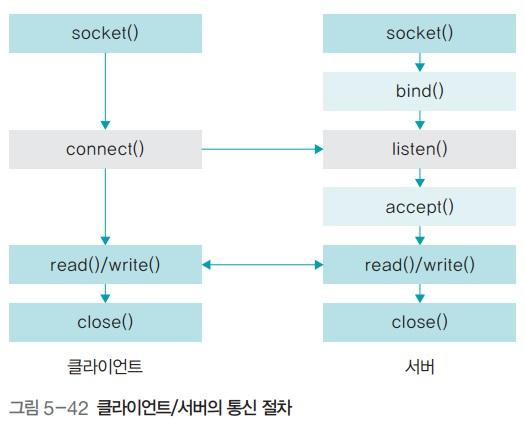 socket()
socket()
bind()
connect()
listen()
accept()
read()/write()
read()/write()
close()
close()
클라이언트
서버
그림 5-42 클라이언트/서버의 통신 절차